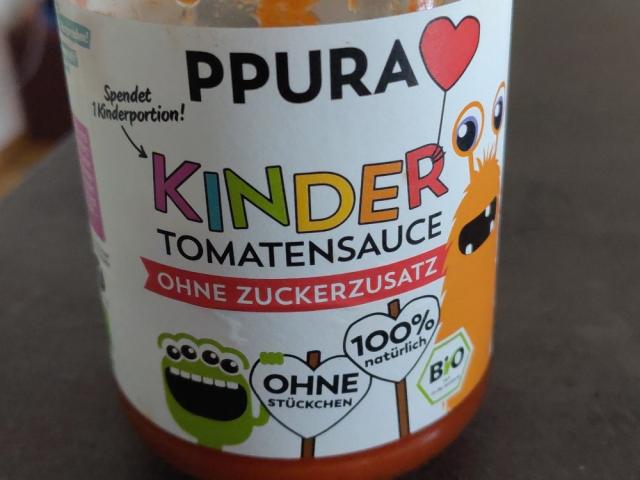 PPURA
Spendet
1 Kinderportion!
KINDER
TOMATENSAUCE
OHNE ZUCKERZUSATZ
100%
natürlich
OHNE
STÜCKCHEN
BiO